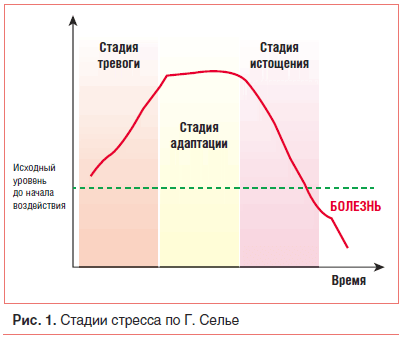 Стадия
тревоги
Стадия
адаптации
Стадия
истощения
Исходный
уровень
до начала
воздействия
БОЛЕЗНЬ
Время
Рис. 1. Стадии стресса по Г. Селье